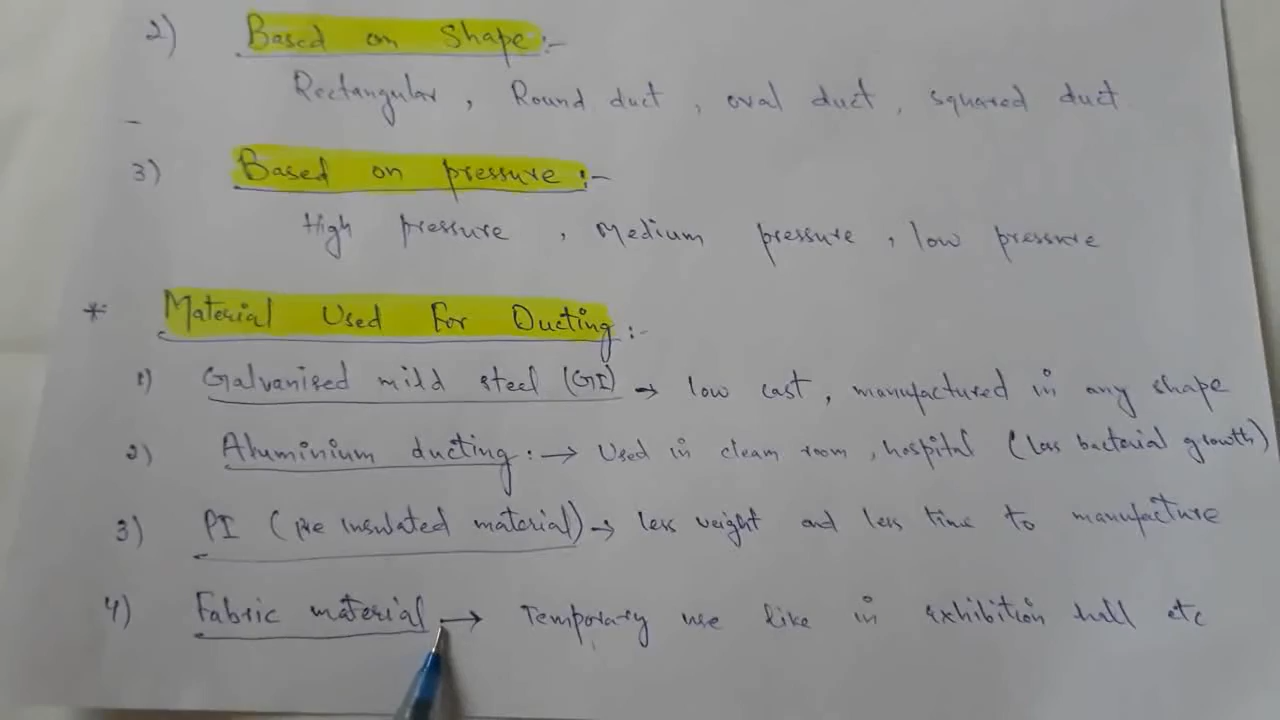 2) Based on Shape :-
Rectangular, Round duct, oval duct, squared duct
3) Based on pressure :-
High pressure, Medium pressure, low pressure
* Material Used For Ducting :-
1) Galvanised mild steel (GI) → low cast, manufactured in any shape
2) Aluminium ducting :→ Used in clean room, hospital (less bacterial growth)
3) PI (pre insulated material) → less weight and less time to manufacture
4) Fabric material → Temporary use like in exhibition hall etc